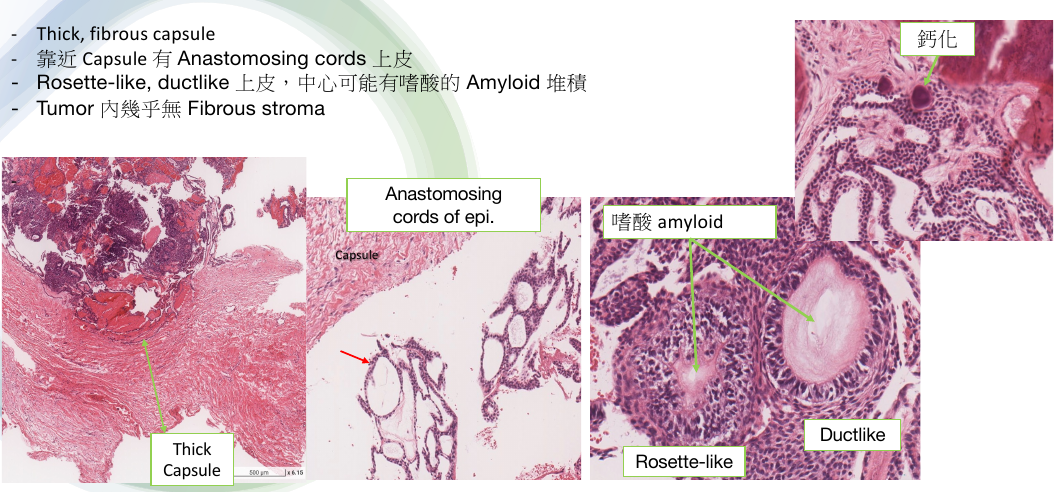 - Thick, fibrous capsule
- 靠近 Capsule 有 Anastomosing cords 上皮
- Rosette-like, ductlike 上皮，中心可能有嗜酸的 Amyloid 堆積
- Tumor 內幾乎無 Fibrous stroma
鈣化
Anastomosing
cords of epi.
嗜酸 amyloid
Capsule
Ductlike
Thick
Capsule
Rosette-like
500 µm
x 6.15